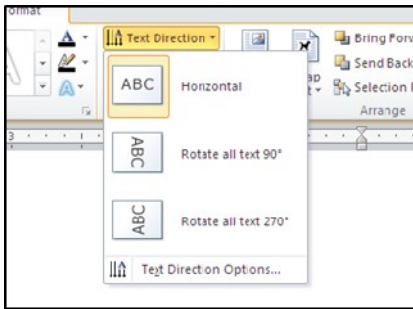 ormat
Text Direction
Bring Forw
Send Back
Selection P
Arrange
ABC Horizontal
3
ABC Rotate all text 90°
ABC Rotate all text 270°
Text Direction Options...